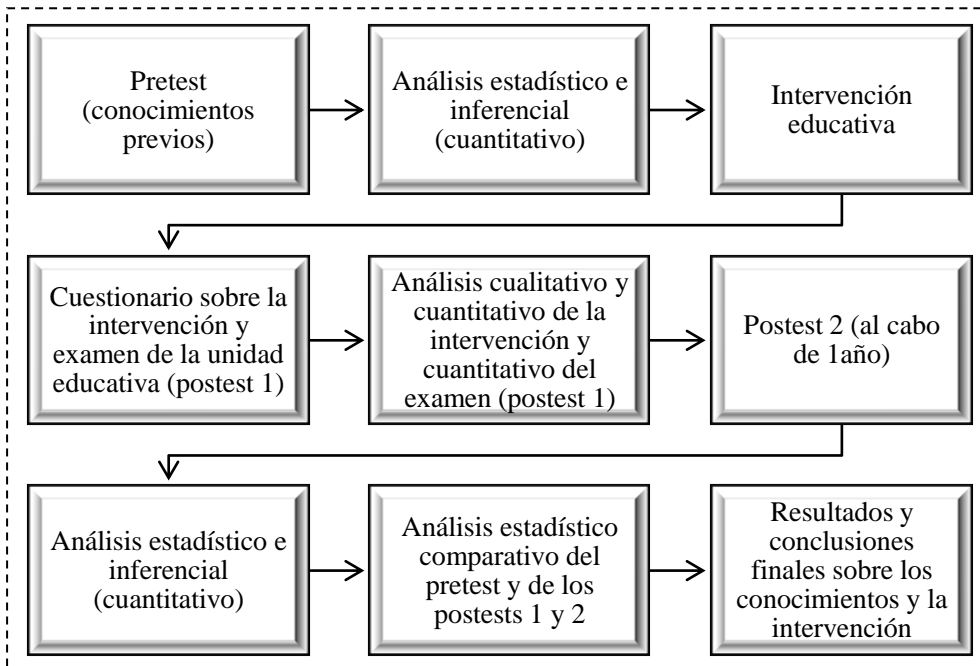 Pretest
(conocimientos
previos)
Análisis estadístico e
inferencial
(cuantitativo)
Intervención
educativa
Cuestionario sobre la
intervención y
examen de la unidad
educativa (postest 1)
Análisis cualitativo y
cuantitativo de la
intervención y
cuantitativo del
examen (postest 1)
Postest 2 (al cabo
de 1año)
Análisis estadístico e
inferencial
(cuantitativo)
Análisis estadístico
comparativo del
pretest y de los
postests 1 y 2
Resultados y
conclusiones
finales sobre los
conocimientos y la
intervención